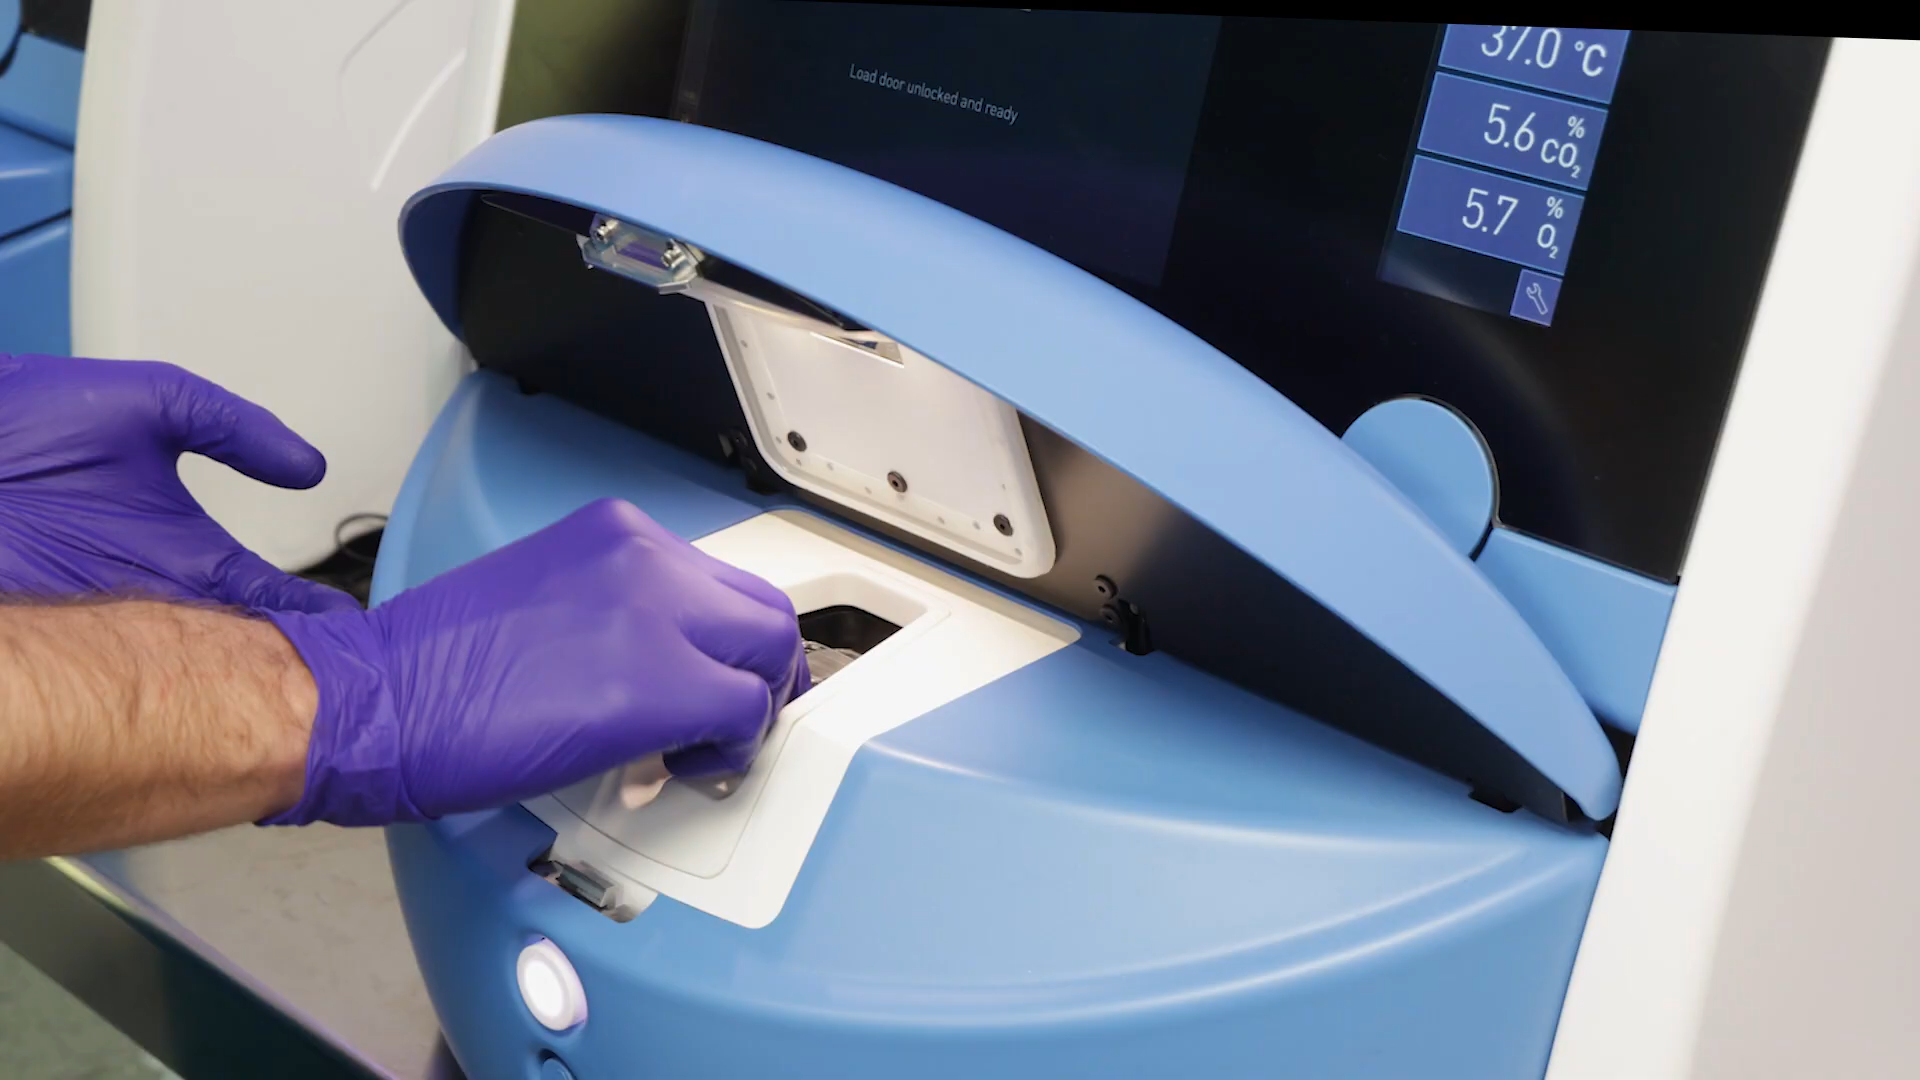 Load door unlocked and ready
37.0 °C
5.6 % CO₂
5.7 % O₂